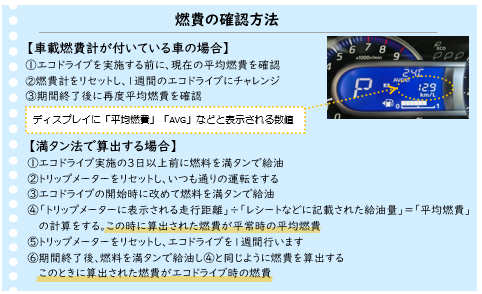 燃費の確認方法
【車載燃費計が付いている車の場合】
①エコドライブを実施する前に、現在の平均燃費を確認
②燃費計をリセットし、1週間のエコドライブにチャレンジ
③期間終了後に再度平均燃費を確認
ディスプレイに「平均燃費」「AVG」などと表示される数値
P
AVG
12.9
km/L
x1000r/min
ECO
【満タン法で算出する場合】
①エコドライブ実施の3日以上前に燃料を満タンで給油
②トリップメーターをリセットし、いつも通りの運転をする
③エコドライブの開始時に改めて燃料を満タンで給油
④「トリップメーターに表示される走行距離」÷「レシートなどに記載された給油量」=「平均燃費」
の計算をする。この時に算出された燃費が平常時の平均燃費
⑤トリップメーターをリセットし、エコドライブを1週間行います
⑥期間終了後、燃料を満タンで給油し④と同じように燃費を算出する
このときに算出された燃費がエコドライブ時の燃費